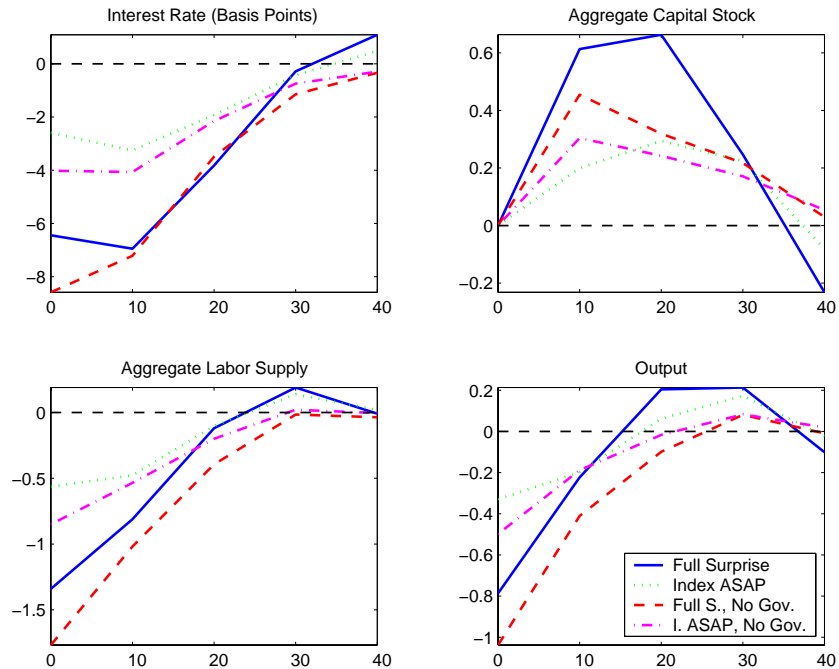 Interest Rate (Basis Points)
0
−2
−4
−6
−8
0 10 20 30 40
Aggregate Capital Stock
0.6
0.4
0.2
0
−0.2
0 10 20 30 40
Aggregate Labor Supply
0
−0.5
−1
−1.5
0 10 20 30 40
Output
0.2
0
−0.2
−0.4
−0.6
−0.8
−1
0 10 20 30 40
Full Surprise
Index ASAP
Full S., No Gov.
I. ASAP, No Gov.